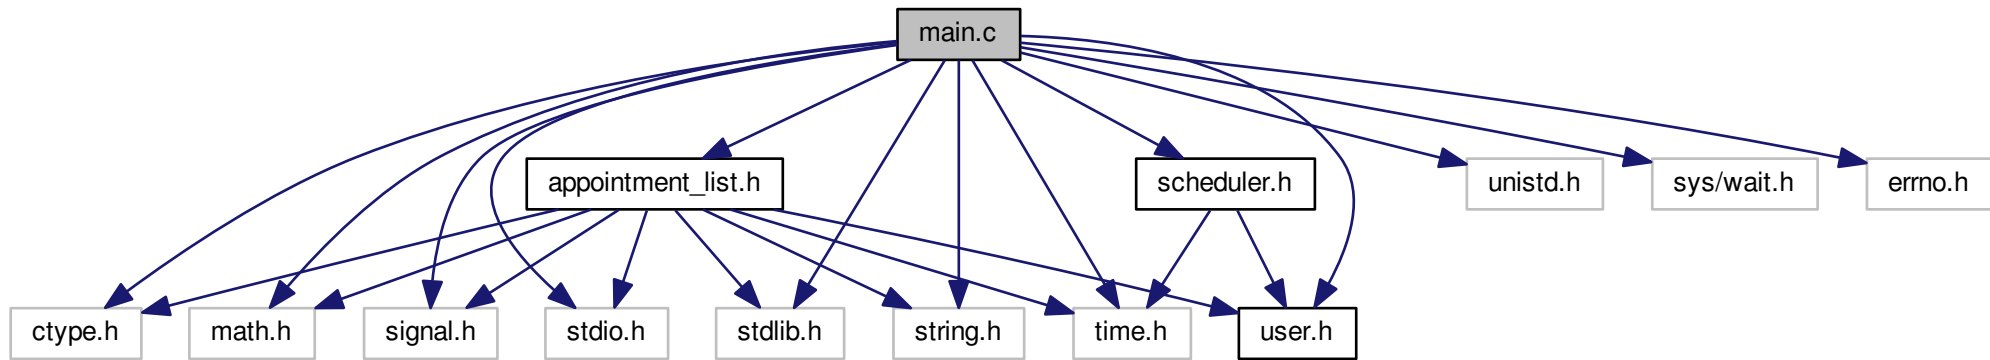 main.c
appointment_list.h
scheduler.h
unistd.h
sys/wait.h
errno.h
ctype.h
math.h
signal.h
stdio.h
stdlib.h
string.h
time.h
user.h